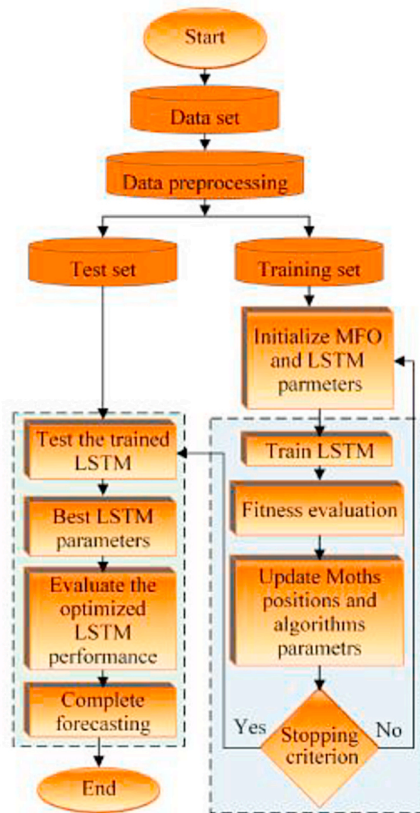 Start
Data set
Data preprocessing
Test set
Training set
Initialize MFO
and LSTM
parmeters
Test the trained
LSTM
Train LSTM
Best LSTM
parameters
Fitness evaluation
Evaluate the
optimized
LSTM
performance
Update Moths
positions and
algorithms
parametrs
Complete
forecasting
Yes
No
Stopping
criterion
End